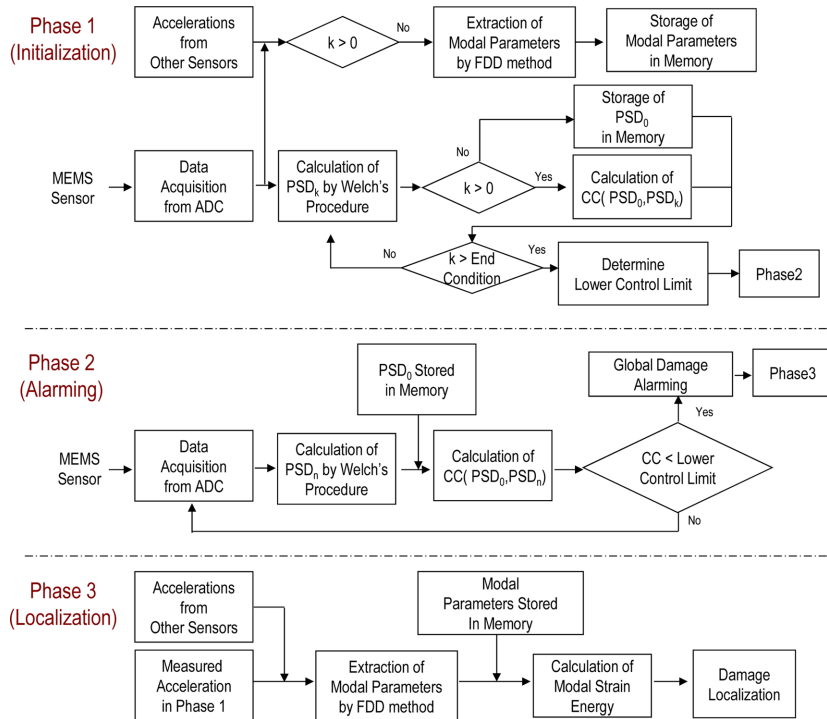 Phase 1
(Initialization)
Accelerations
from
Other Sensors
k > 0
No
Extraction of
Modal Parameters
by FDD method
Storage of
Modal Parameters
in Memory
Storage of
PSD₀
in Memory
No
MEMS
Sensor
Data
Acquisition
from ADC
Calculation of
PSDₖ by Welch's
Procedure
k > 0
Yes
Calculation of
CC( PSD₀,PSDₖ)
No
k > End
Condition
Yes
Determine
Lower Control Limit
Phase2
Phase 2
(Alarming)
PSD₀ Stored
in Memory
Global Damage
Alarming
Phase3
Yes
MEMS
Sensor
Data
Acquisition
from ADC
Calculation of
PSDₙ by Welch's
Procedure
Calculation of
CC( PSD₀,PSDₙ)
CC < Lower
Control Limit
No
Phase 3
(Localization)
Accelerations
from
Other Sensors
Modal
Parameters Stored
In Memory
Measured
Acceleration
in Phase 1
Extraction of
Modal Parameters
by FDD method
Calculation of
Modal Strain
Energy
Damage
Localization